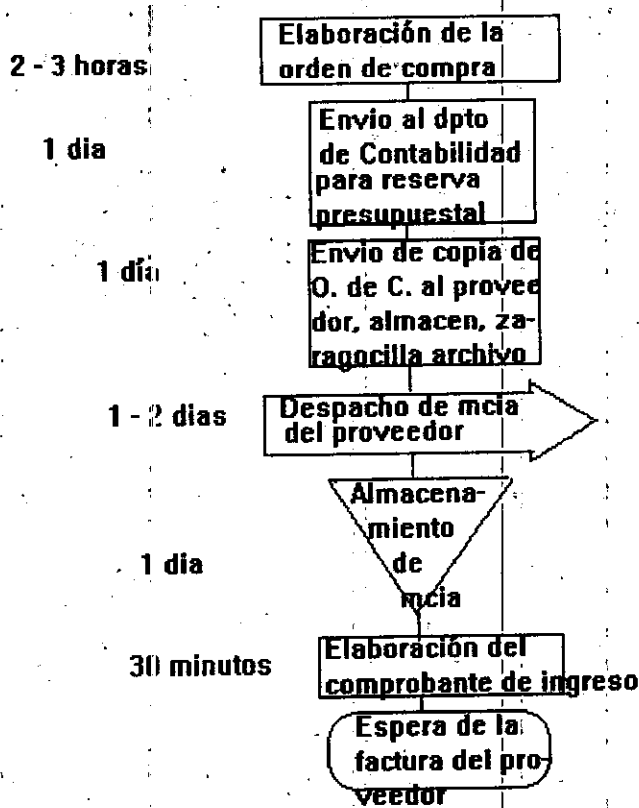 Elaboración de la
2 - 3 horas
orden de compra
Envio al dpto
1 dia
de Contabilidad
para reserva
presupuestal
Envio de copia de
1 día
O. de C. al provee
dor, almacen, za-
ragocilla archivo
1 - 2 dias
Despacho de mcia
del proveedor
Almacena-
miento
1 dia
de
mcia
Elaboración del
30 minutos
comprobante de ingreso
Espera de la
factura del pro-
veedor